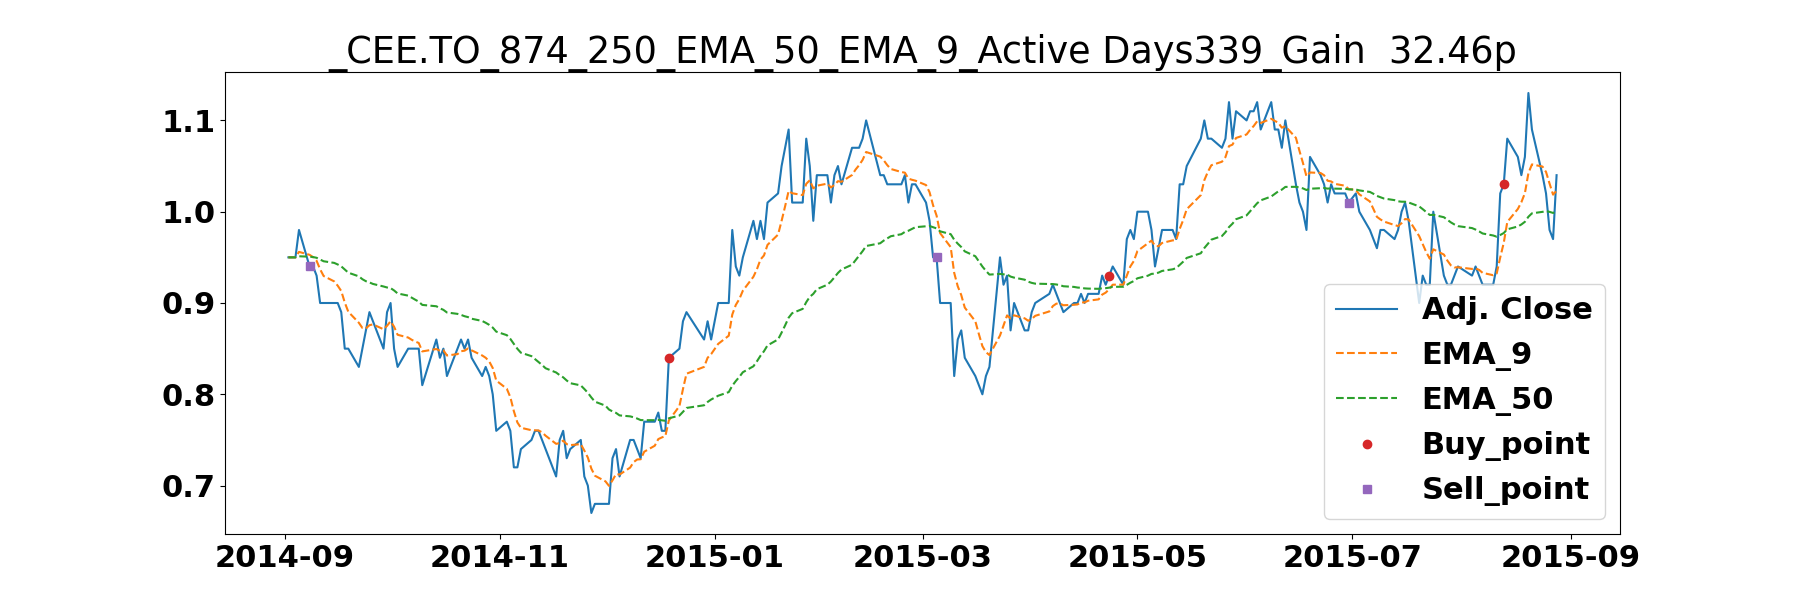 _CEE.TO_874_250_EMA_50_EMA_9_Active Days339_Gain  32.46p
1.1
1.0
0.9
0.8
0.7
Adj. Close
EMA_9
EMA_50
Buy_point
Sell_point
2014-09 2014-11 2015-01 2015-03 2015-05 2015-07 2015-09